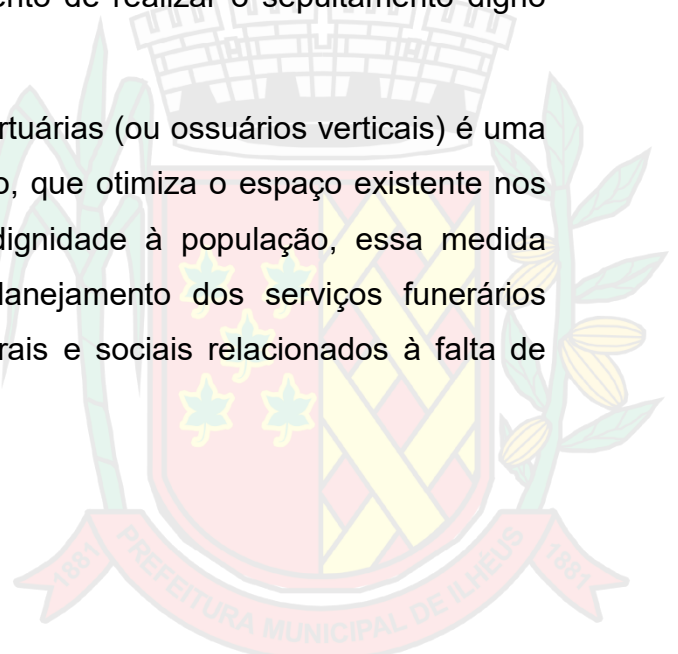 ento de realizar o sepultamento digno
rtuárias (ou ossuários verticais) é uma
o, que otimiza o espaço existente nos
dignidade à população, essa medida
lanejamento dos serviços funerários
rais e sociais relacionados à falta de
1881 PREFEITURA MUNICIPAL DE ILHÉUS 1881